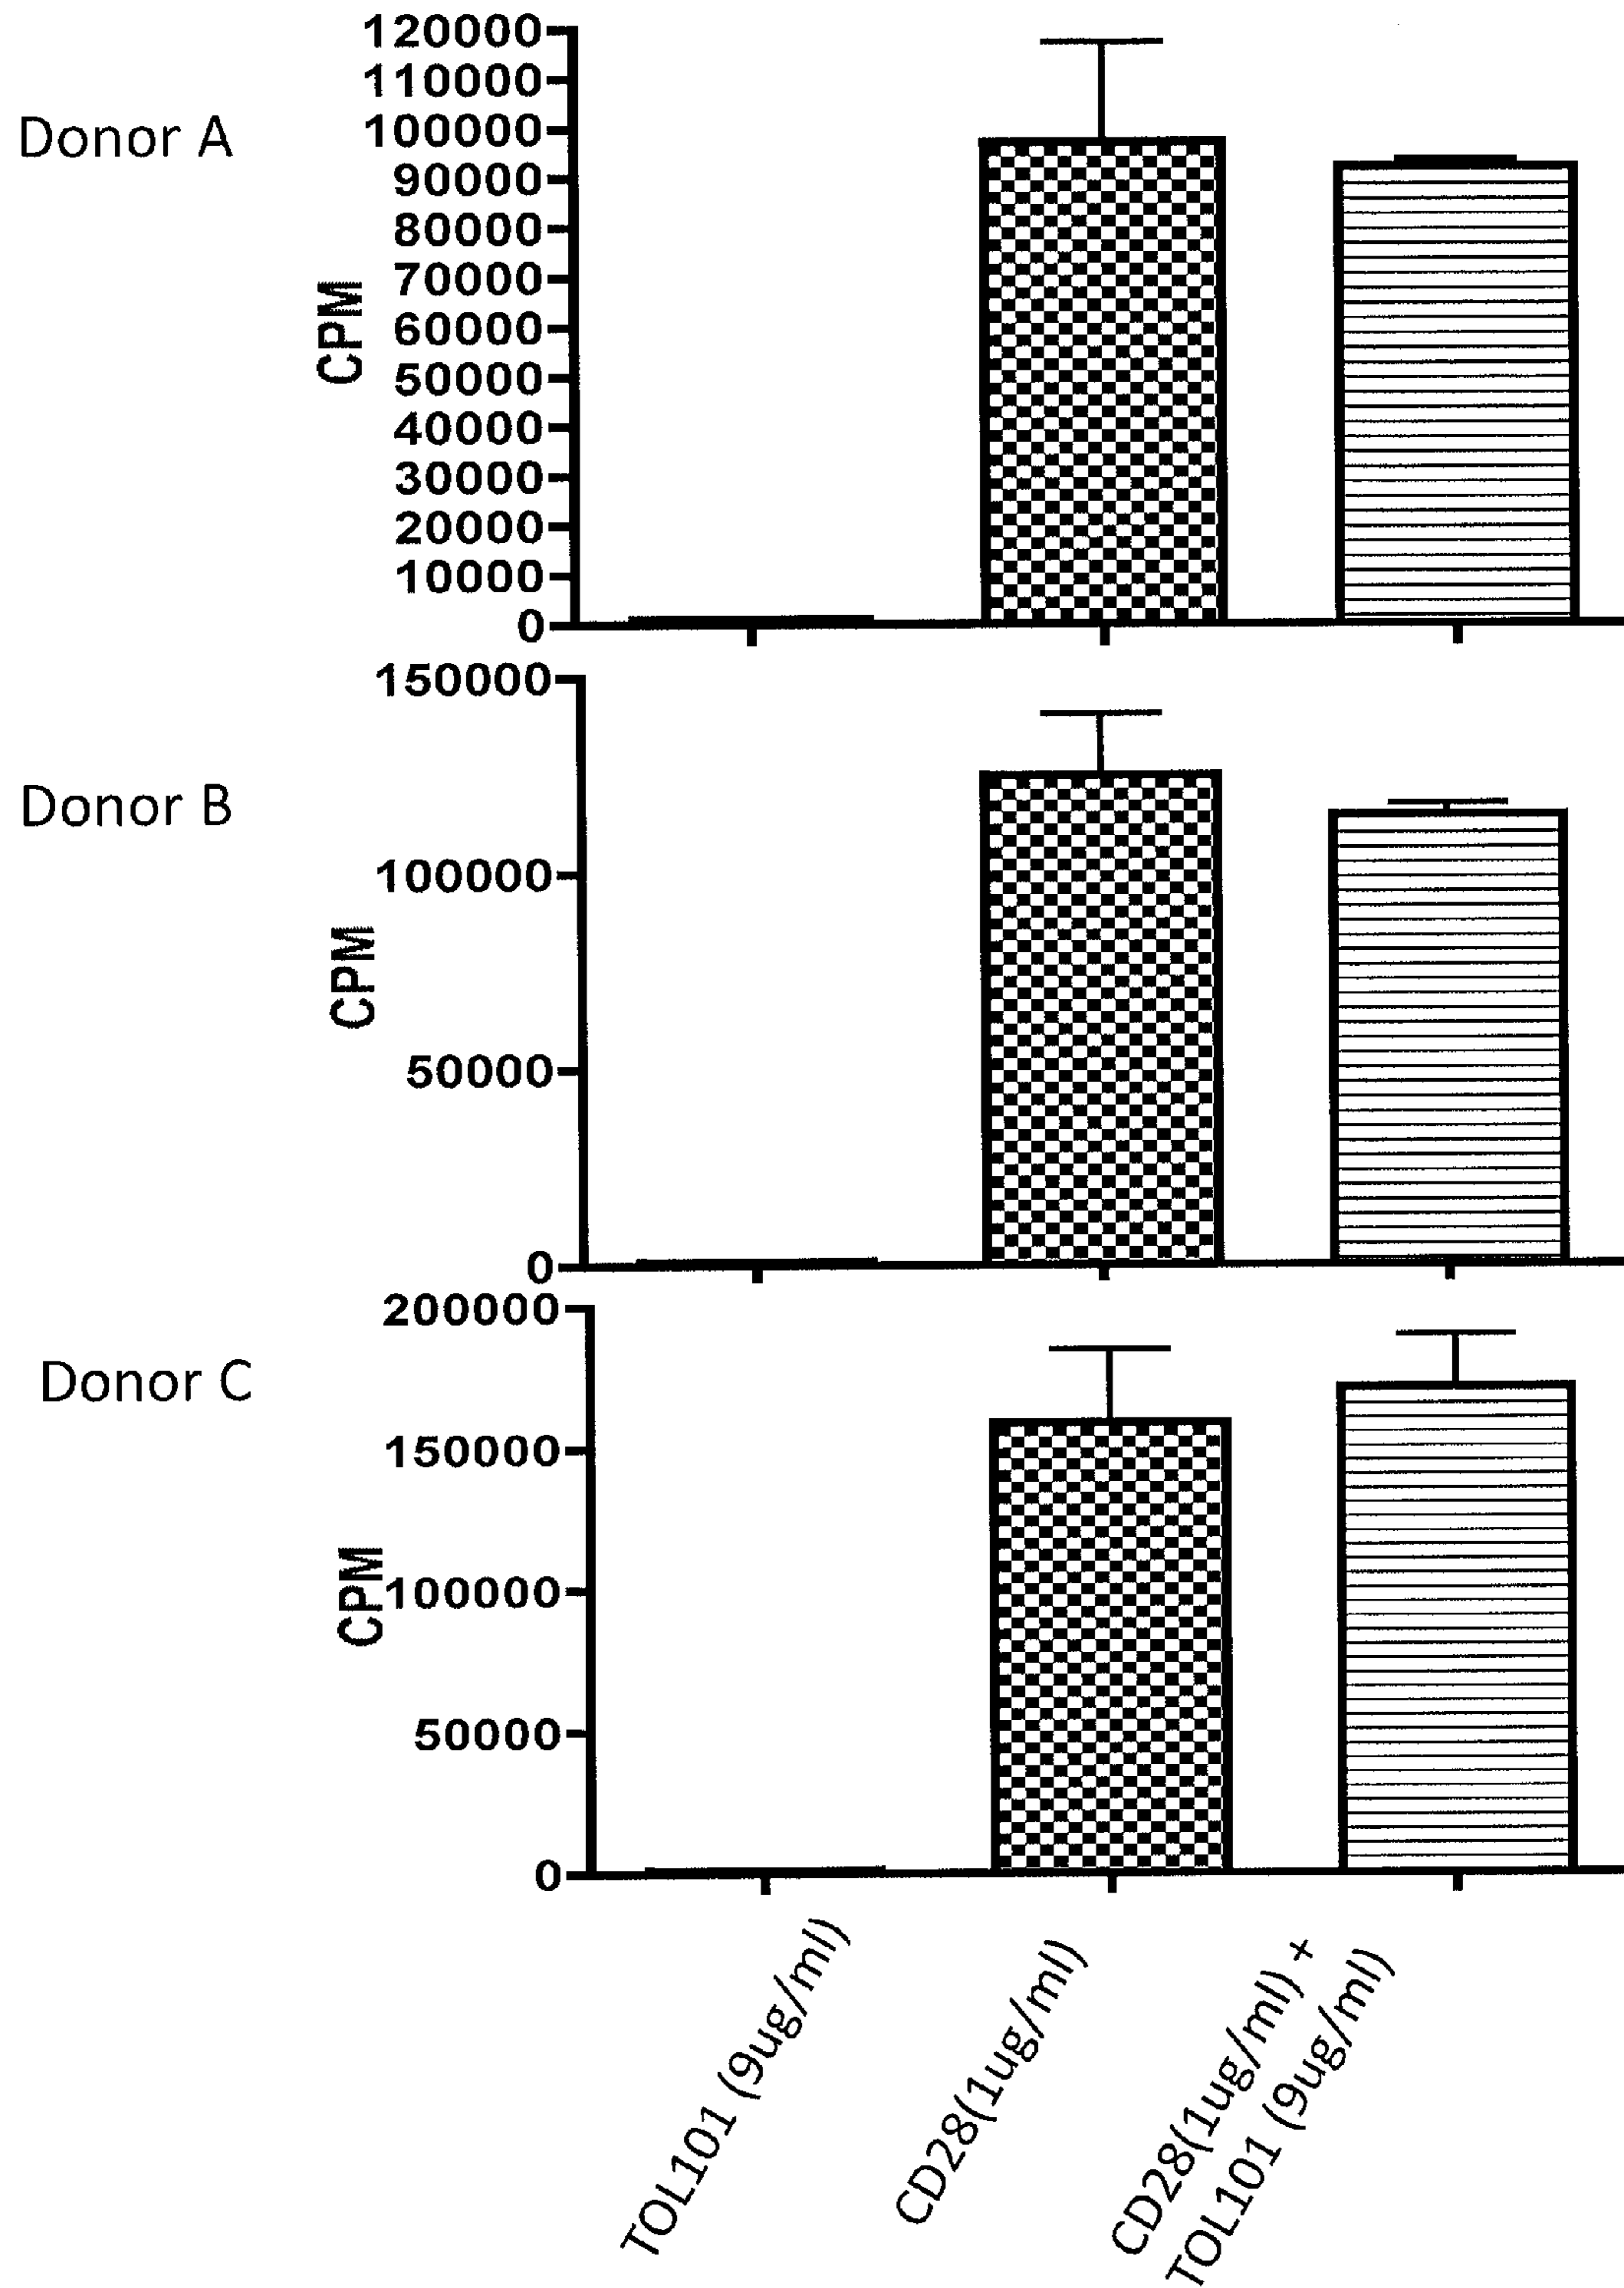 Donor A
CPM
120000
110000
100000
90000
80000
70000
60000
50000
40000
30000
20000
10000
0
Donor B
CPM
150000
100000
50000
0
Donor C
CPM
200000
150000
100000
50000
0
TOL101 (9ug/ml)
CD28(1ug/ml)
CD28(1ug/ml) +
TOL101 (9ug/ml)